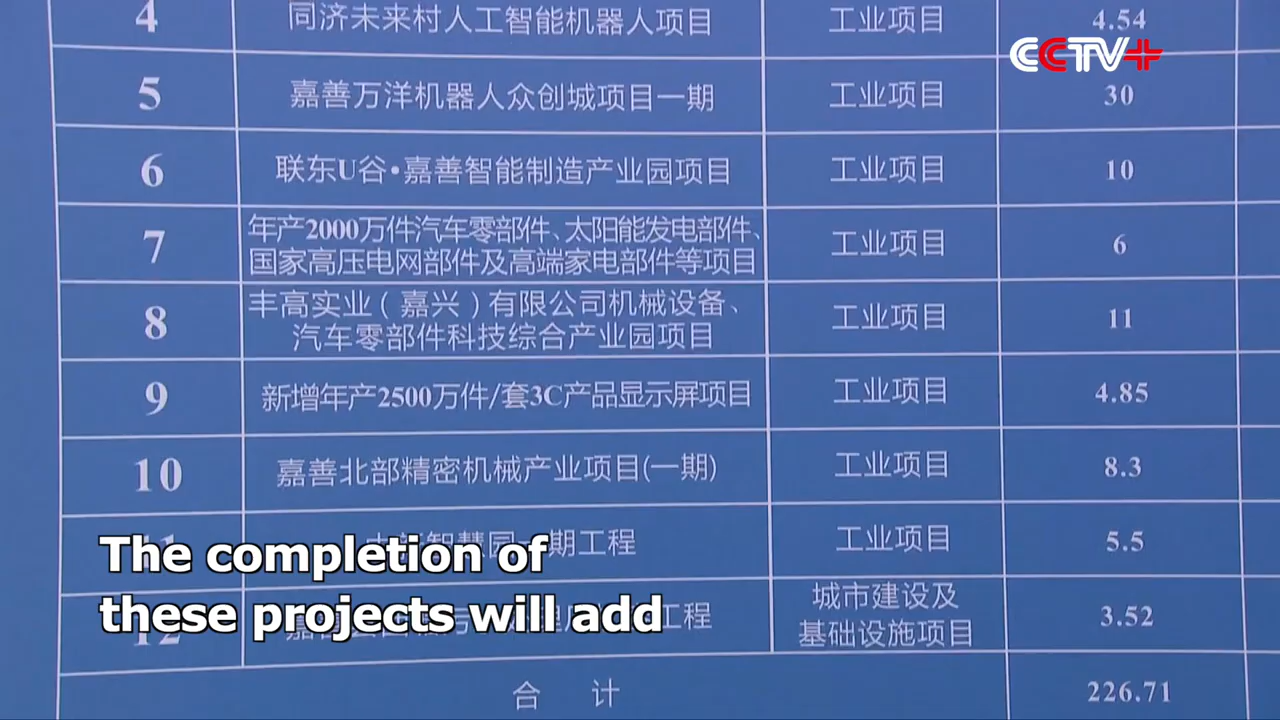 CCTV+
4 同济未来村人工智能机器人项目 工业项目 4.54
5 嘉善万洋机器人众创城项目一期 工业项目 30
6 联东U谷·嘉善智能制造产业园项目 工业项目 10
7 年产2000万件汽车零部件、太阳能发电部件、
国家高压电网部件及高端家电部件等项目 工业项目 6
8 丰高实业（嘉兴）有限公司机械设备、
汽车零部件科技综合产业园项目 工业项目 11
9 新增年产2500万件/套3C产品显示屏项目 工业项目 4.85
10 嘉善北部精密机械产业项目(一期) 工业项目 8.3
智慧园一期工程 工业项目 5.5
12 工程 城市建设及
基础设施项目 3.52
合 计 226.71
The completion of
these projects will add